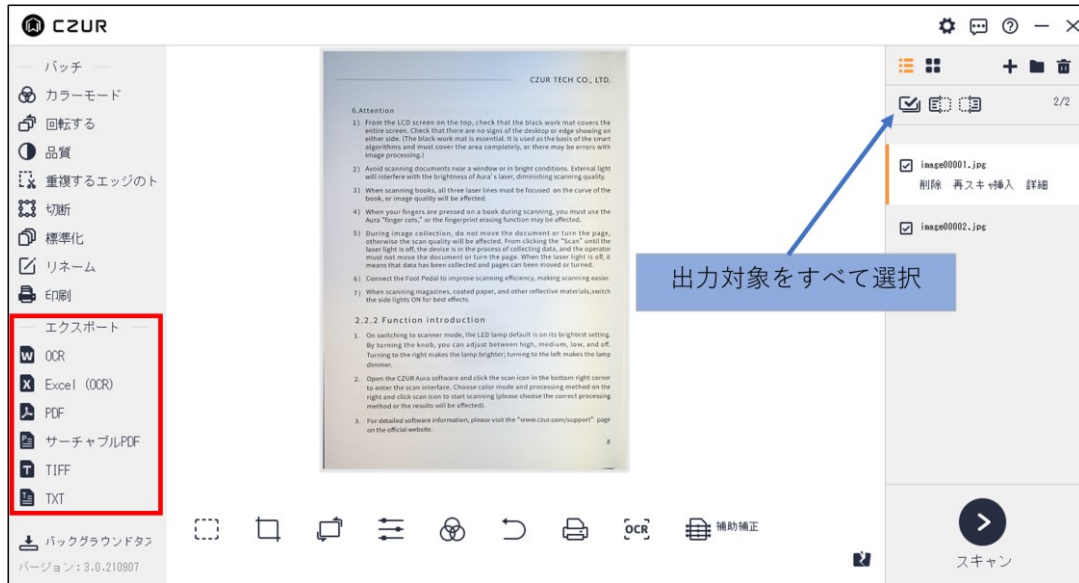 CZUR
バッチ
カラーモード
回転する
品質
重複するエッジのト
切断
標準化
リネーム
印刷
エクスポート
OCR
Excel (OCR)
PDF
サーチャブルPDF
TIFF
TXT
バックグラウンドタス
バージョン:3.0.210907
CZUR TECH CO., LTD.
6.Attention
1) From the LCD screen on the top, check that the black work mat covers the
entire screen. Check that there are no signs of the desktop or edge showing on
either side. (The black work mat is essential. It is used as the basis of the smart
algorithms and must cover the area completely, or there may be errors with
image processing.)
2) Avoid scanning documents near a window or in bright conditions. External light
will interfere with the brightness of Aura's laser, diminishing scanning quality.
3) When scanning books, all three laser lines must be focused on the curve of the
book, or image quality will be affected.
4) When your fingers are pressed on a book during scanning, you must use the
Aura "finger cots," or the fingerprint erasing function may be affected.
5) During image collection, do not move the document or turn the page,
otherwise the scan quality will be affected. From clicking the "Scan" until the
laser light is off, the device is in the process of collecting data, and the operator
must not move the document or turn the page. When the laser light is off, it
means that data has been collected and pages can been moved or turned.
6) Connect the Foot Pedal to improve scanning efficiency, making scanning easier.
7) When scanning magazines, coated paper, and other reflective materials,switch
the side lights ON for best effects.
2.2.2 Function introduction
1. On switching to scanner mode, the LED lamp default is on its brightest setting.
By turning the knob, you can adjust between high, medium, low, and off.
Turning to the right makes the lamp brighter; turning to the left makes the lamp
dimmer.
2. Open the CZUR Aura software and click the scan icon in the bottom right corner
to enter the scan interface. Choose color mode and processing method on the
right and click scan icon to start scanning (please choose the correct processing
method or the results will be affected).
3. For detailed software information, please visit the "www.czur.com/support" page
on the official website.
8
OCR
補助補正
2/2
image00001.jpg
削除 再スキャ挿入 詳細
image00002.jpg
出力対象をすべて選択
スキャン